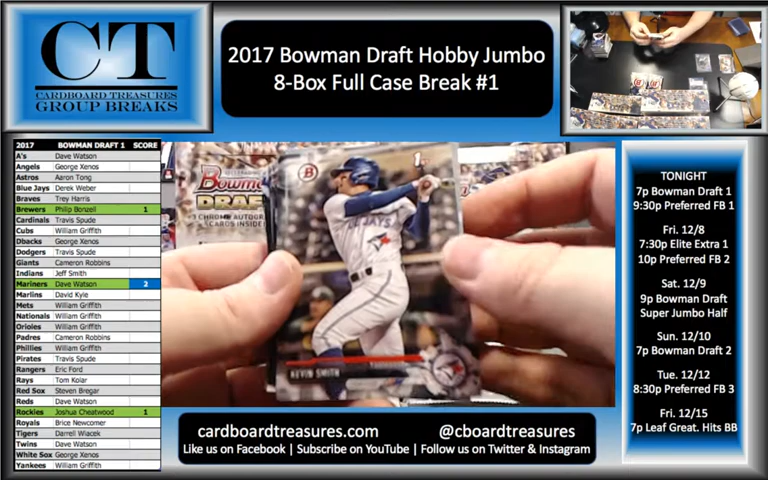 CT
CARDBOARD TREASURES
GROUP BREAKS
2017 Bowman Draft Hobby Jumbo
8-Box Full Case Break #1
2017 BOWMAN DRAFT 1 SCORE
A's Dave Watson
Angels George Xenos
Astros Aaron Tong
Blue Jays Derek Weber
Braves Trey Harris
Brewers Philip Bonzell 1
Cardinals Travis Spude
Cubs William Griffith
Dbacks George Xenos
Dodgers Travis Spude
Giants Cameron Robbins
Indians Jeff Smith
Mariners Dave Watson 2
Marlins David Kyle
Mets William Griffith
Nationals William Griffith
Orioles William Griffith
Padres Cameron Robbins
Phillies William Griffith
Pirates Travis Spude
Rangers Eric Ford
Rays Tom Kolar
Red Sox Steven Bregar
Reds Dave Watson
Rockies Joshua Cheatwood 1
Royals Brice Newcomer
Tigers Darrell Wiacek
Twins Dave Watson
White Sox George Xenos
Yankees William Griffith
Bowma
DRAF
3 CHROME AUTOGR
CARDS INSIDE
B
1st
KEVIN SMITH
TONIGHT
7p Bowman Draft 1
9:30p Preferred FB 1
Fri. 12/8
7:30p Elite Extra 1
10p Preferred FB 2
Sat. 12/9
9p Bowman Draft
Super Jumbo Half
Sun. 12/10
7p Bowman Draft 2
Tue. 12/12
8:30p Preferred FB 3
Fri. 12/15
7p Leaf Great. Hits BB
cardboardtreasures.com @cboardtreasures
Like us on Facebook | Subscribe on YouTube | Follow us on Twitter & Instagram